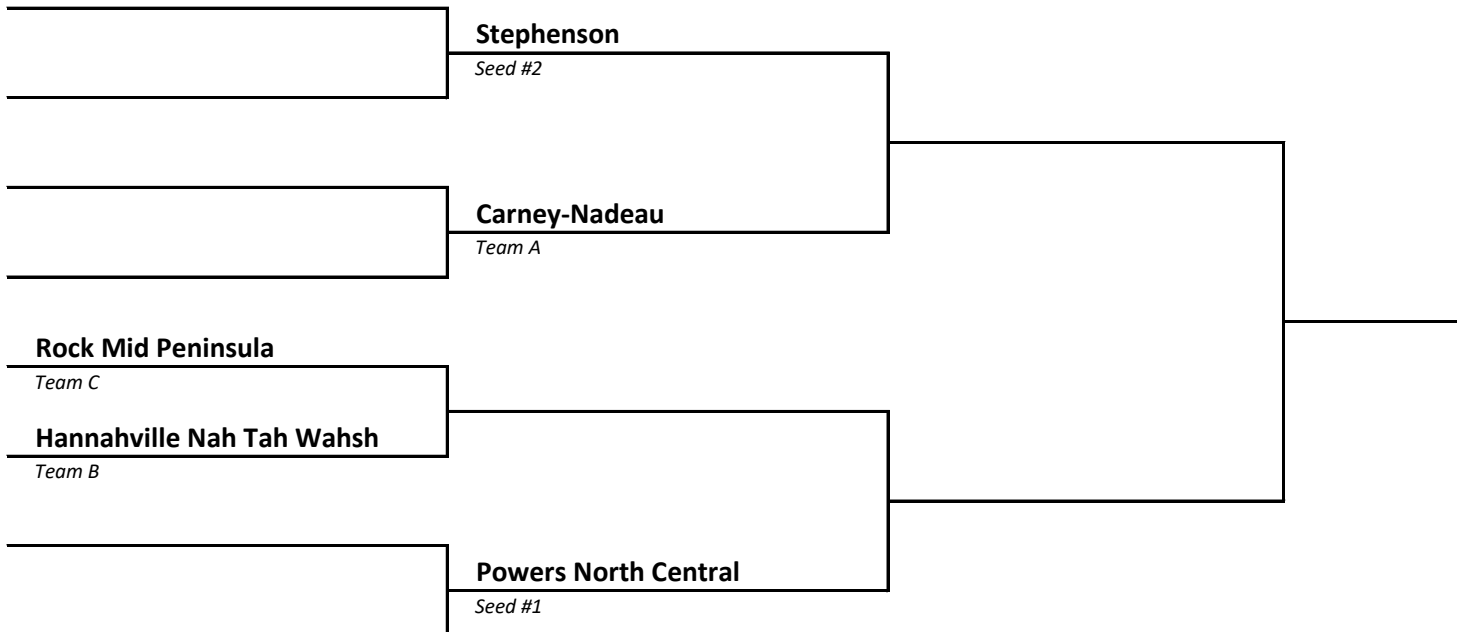 Stephenson
Seed #2
Carney-Nadeau
Team A
Rock Mid Peninsula
Team C
Hannahville Nah Tah Wahsh
Team B
Powers North Central
Seed #1